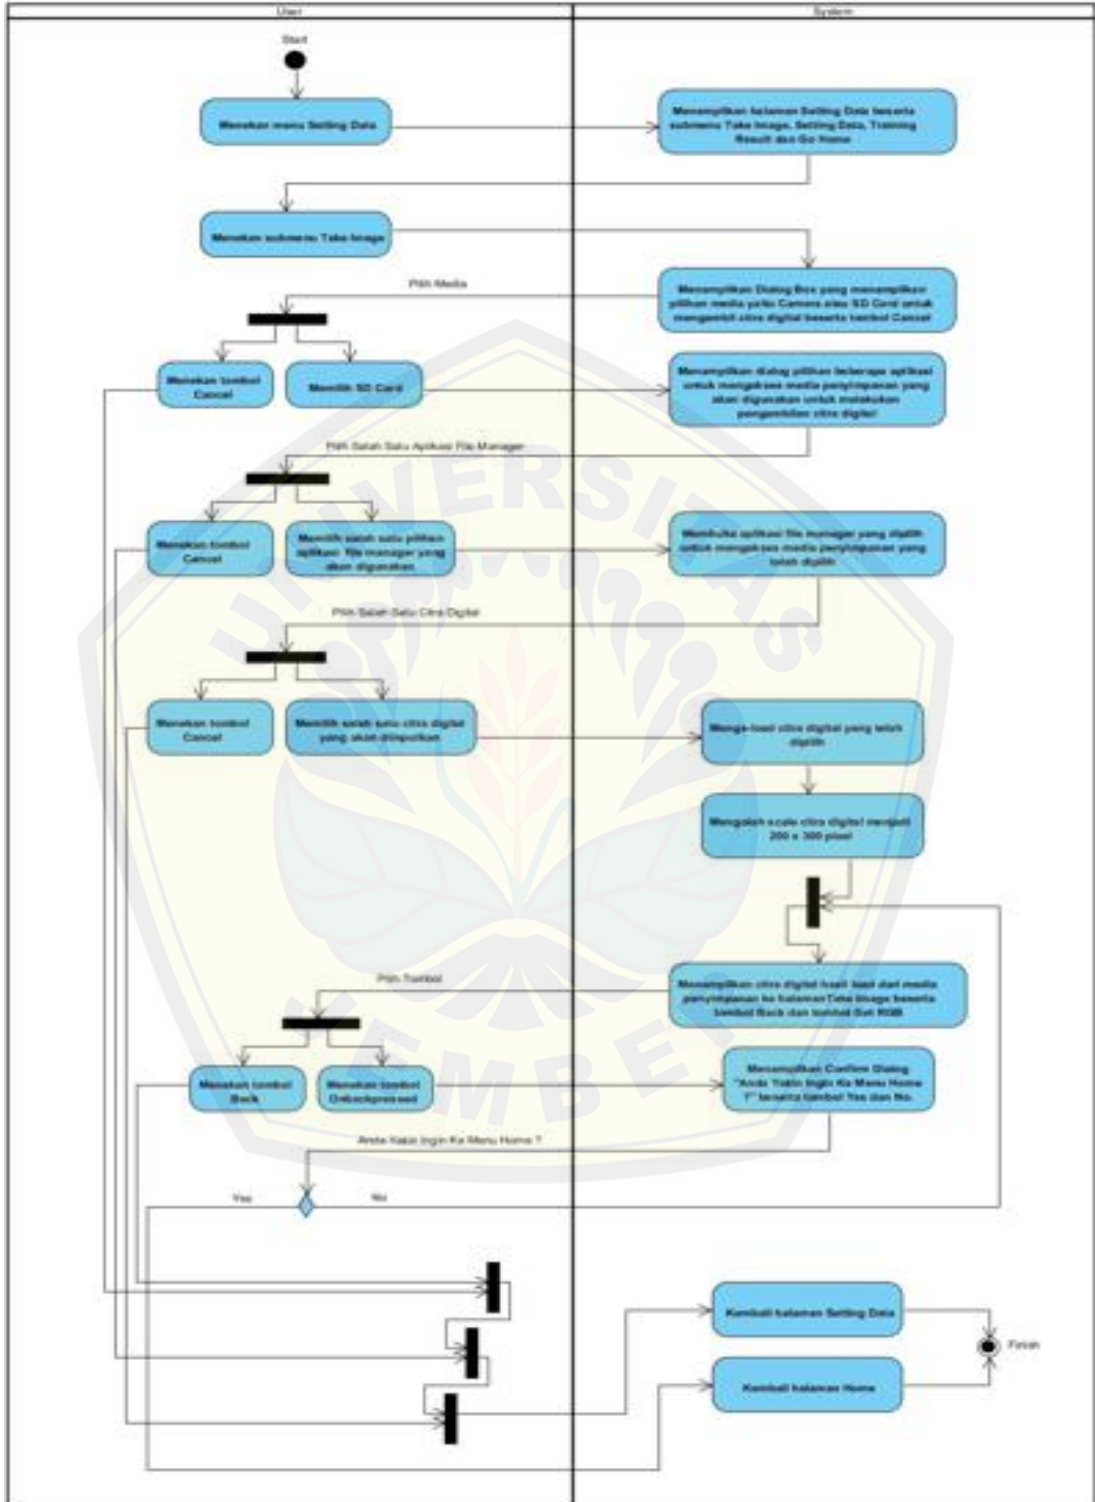 User
System
Start
Menekan menu Setting Data
Menampilkan halaman Setting Data beserta
submenu Take Image, Setting Data, Training
Result dan Go Home
Menekan submenu Take Image
Pilih Media
Menampilkan Dialog Box yang menampilkan
pilihan media yaitu Camera atau SD Card untuk
mengambil citra digital beserta tombol Cancel
Menekan tombol
Cancel
Memilih SD Card
Menampilkan dialog pilihan beberapa aplikasi
untuk mengakses media penyimpanan yang
akan digunakan untuk melakukan
pengambilan citra digital
Pilih Salah Satu Aplikasi File Manager
Menekan tombol
Cancel
Memilih salah satu pilihan
aplikasi file manager yang
akan digunakan
Membuka aplikasi file manager yang dipilih
untuk mengakses media penyimpanan yang
telah dipilih
Pilih Salah Satu Citra Digital
Menekan tombol
Cancel
Memilih salah satu citra digital
yang akan diinputkan
Menge-load citra digital yang telah
dipilih
Mengolah scale citra digital menjadi
200 x 300 pixel
Menampilkan citra digital hasil load dari media
penyimpanan ke halaman Take Image beserta
tombol Back dan tombol Get RGB
Pilih Tombol
Menekan tombol
Back
Menekan tombol
Onbackpressed
Menampilkan Confirm Dialog
"Anda Yakin Ingin Ke Menu Home
?" beserta tombol Yes dan No.
Anda Yakin Ingin Ke Menu Home ?
Yes
No
Kembali halaman Setting Data
Finish
Kembali halaman Home
UNIVERSITAS
JEMBER